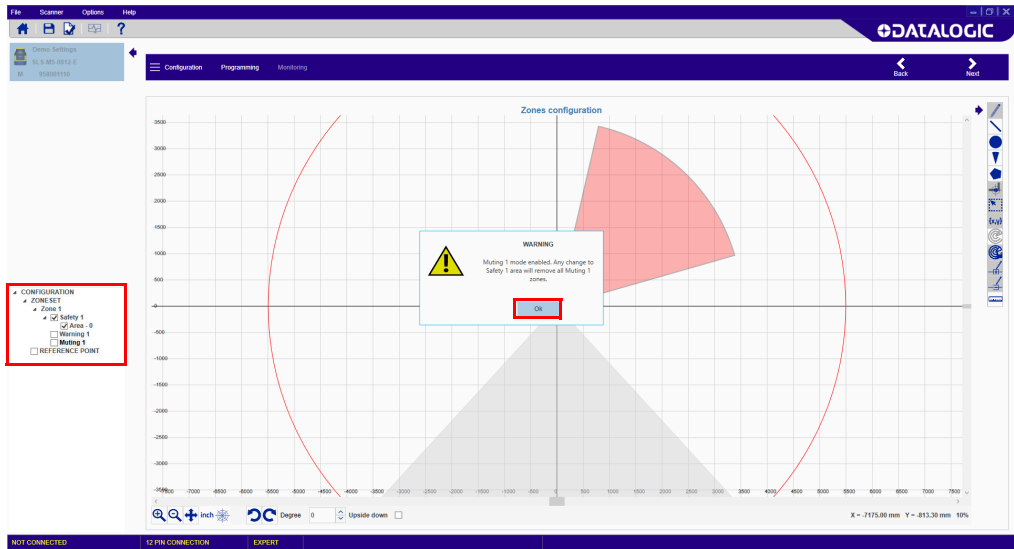 File Scanner Options Help
DATALOGIC
Demo Settings
SLS-M5-0812-E
M 950001110
Configuration Programming Monitoring
Back Next
Zones configuration
3500
3000
2500
2000
1500
1000
500
-0
-500
-1000
-1500
-2000
-2500
-3000
WARNING
Muting 1 mode enabled. Any change to
Safety 1 area will remove all Muting 1
zones.
Ok
CONFIGURATION
ZONESET
Zone 1
Safety 1
Area - 0
Warning 1
Muting 1
REFERENCE POINT
(x,y)
-7000 -6500 -6000 -5500 -5000 -4500 -4000 -3500 -3000 -2500 -2000 -1500 -1000 -500 0 500 1000 1500 2000 2500 3000 3500 4000 4500 5000 5500 6000 6500 7000 7500
inch Degree 0 Upside down X = -7175.00 mm Y = -813.30 mm 10%
NOT CONNECTED 12 PIN CONNECTION EXPERT